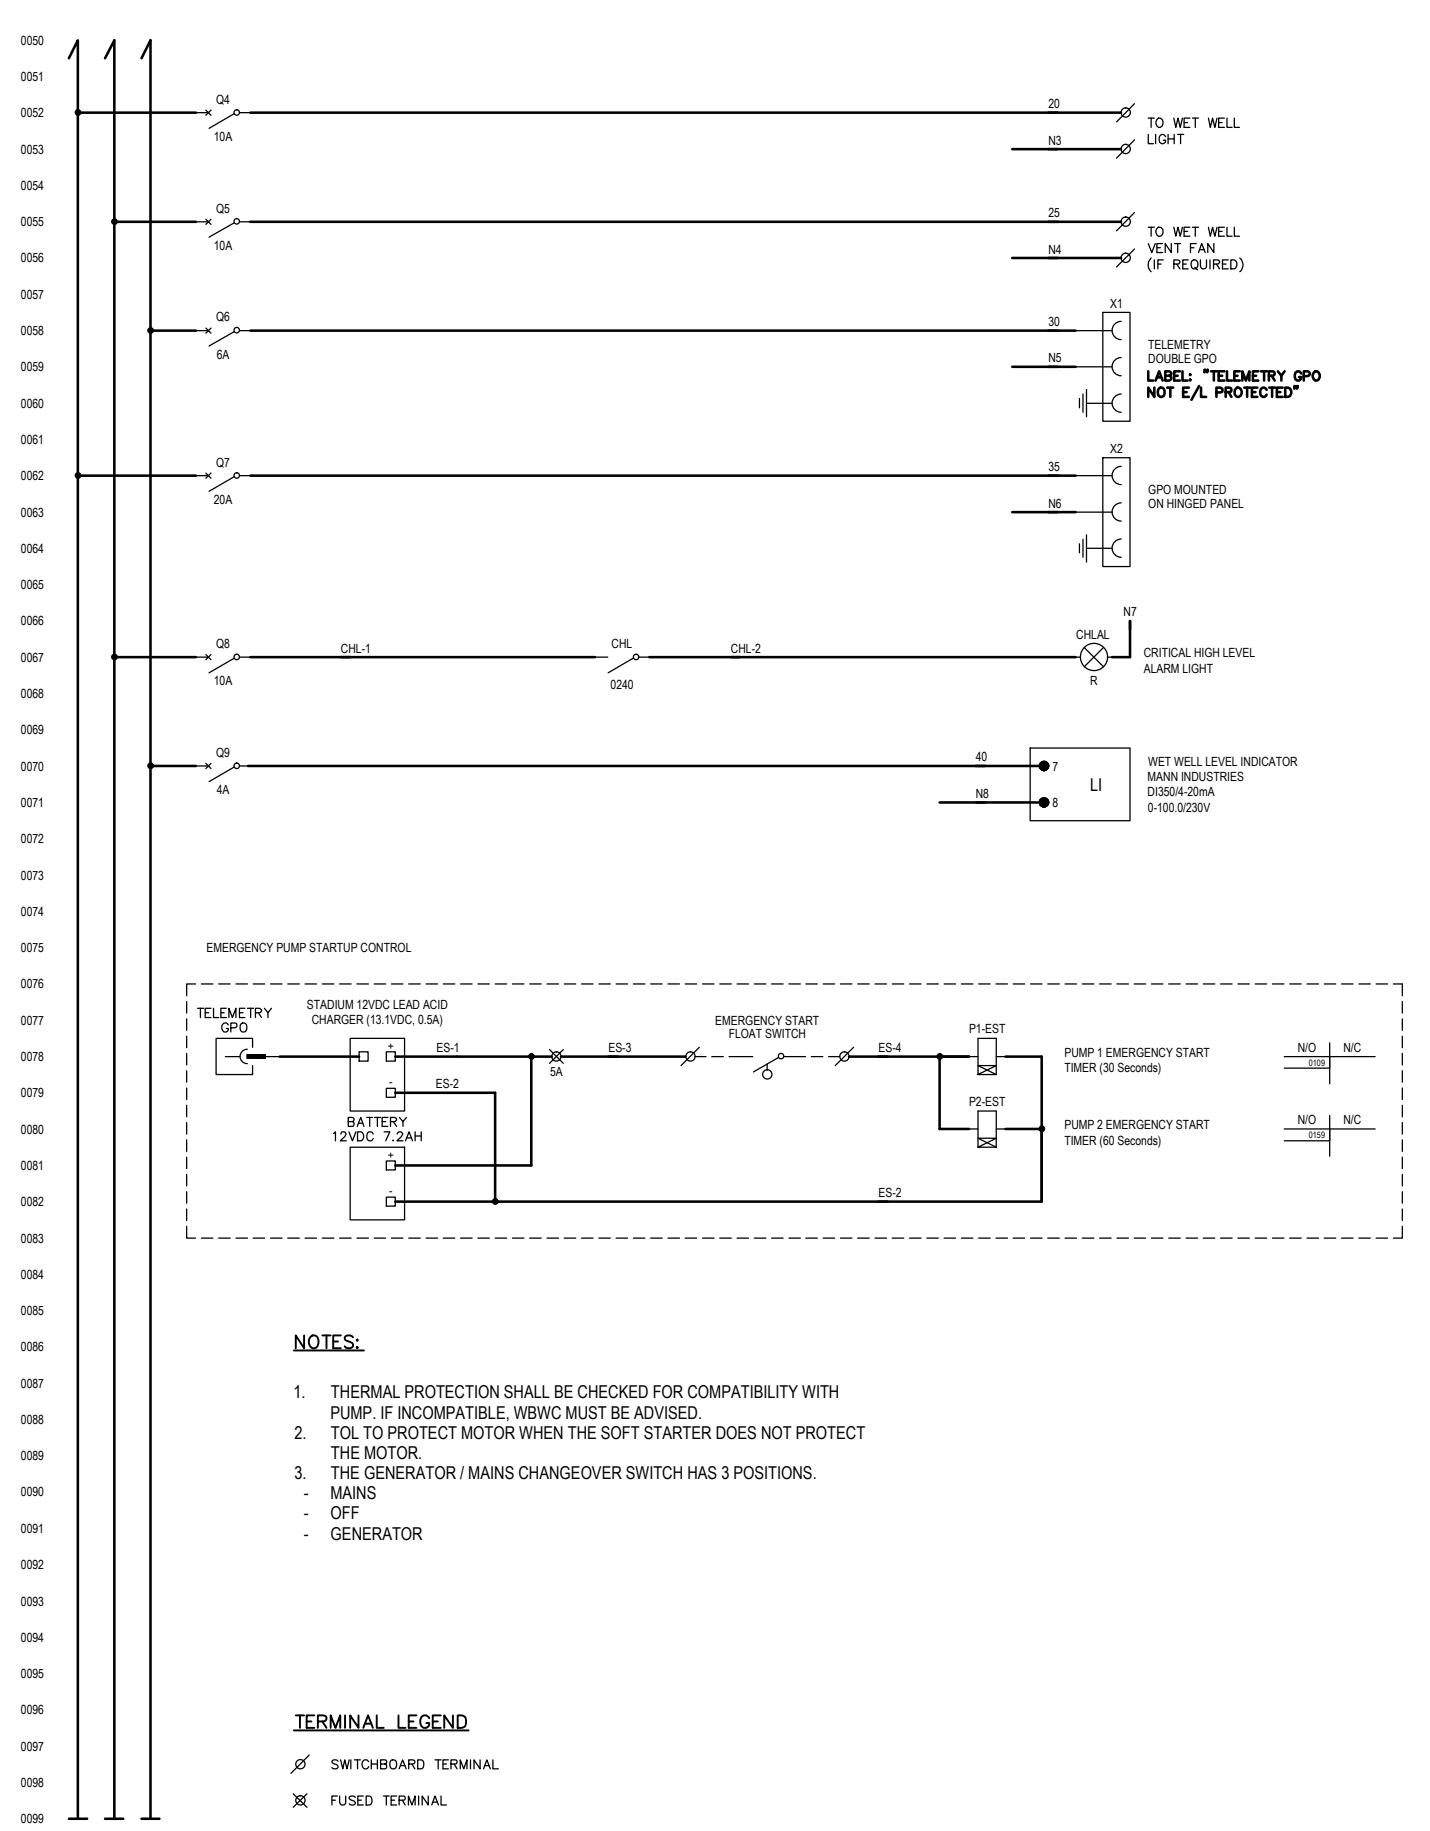 0050
0051
Q4
20
0052
TO WET WELL
LIGHT
10A
N3
0053
0054
Q5
25
0055
TO WET WELL
VENT FAN
(IF REQUIRED)
10A
N4
0056
0057
X1
Q6
30
0058
TELEMETRY
DOUBLE GPO
LABEL: "TELEMETRY GPO
NOT E/L PROTECTED"
6A
N5
0059
0060
0061
X2
Q7
35
0062
GPO MOUNTED
ON HINGED PANEL
20A
N6
0063
0064
0065
0066
N7
Q8
CHL-1
CHL
CHL-2
CHLAL
0067
CRITICAL HIGH LEVEL
ALARM LIGHT
10A
0240
R
0068
0069
Q9
40
0070
7
LI
WET WELL LEVEL INDICATOR
MANN INDUSTRIES
DI350/4-20mA
0-100.0/230V
4A
N8
0071
8
0072
0073
0074
0075
EMERGENCY PUMP STARTUP CONTROL
0076
0077
TELEMETRY
GPO
STADIUM 12VDC LEAD ACID
CHARGER (13.1VDC, 0.5A)
EMERGENCY START
FLOAT SWITCH
P1-EST
0078
+
ES-1
5A
ES-3
ES-4
PUMP 1 EMERGENCY START
TIMER (30 Seconds)
N/O
N/C
0109
0079
-
ES-2
P2-EST
0080
BATTERY
12VDC 7.2AH
PUMP 2 EMERGENCY START
TIMER (60 Seconds)
N/O
N/C
0159
0081
+
0082
-
ES-2
0083
0084
0085
0086
NOTES:
0087
1. THERMAL PROTECTION SHALL BE CHECKED FOR COMPATIBILITY WITH
0088
PUMP. IF INCOMPATIBLE, WBWC MUST BE ADVISED.
2. TOL TO PROTECT MOTOR WHEN THE SOFT STARTER DOES NOT PROTECT
0089
THE MOTOR.
3. THE GENERATOR / MAINS CHANGEOVER SWITCH HAS 3 POSITIONS.
0090
- MAINS
- OFF
0091
- GENERATOR
0092
0093
0094
0095
0096
TERMINAL LEGEND
0097
SWITCHBOARD TERMINAL
0098
FUSED TERMINAL
0099